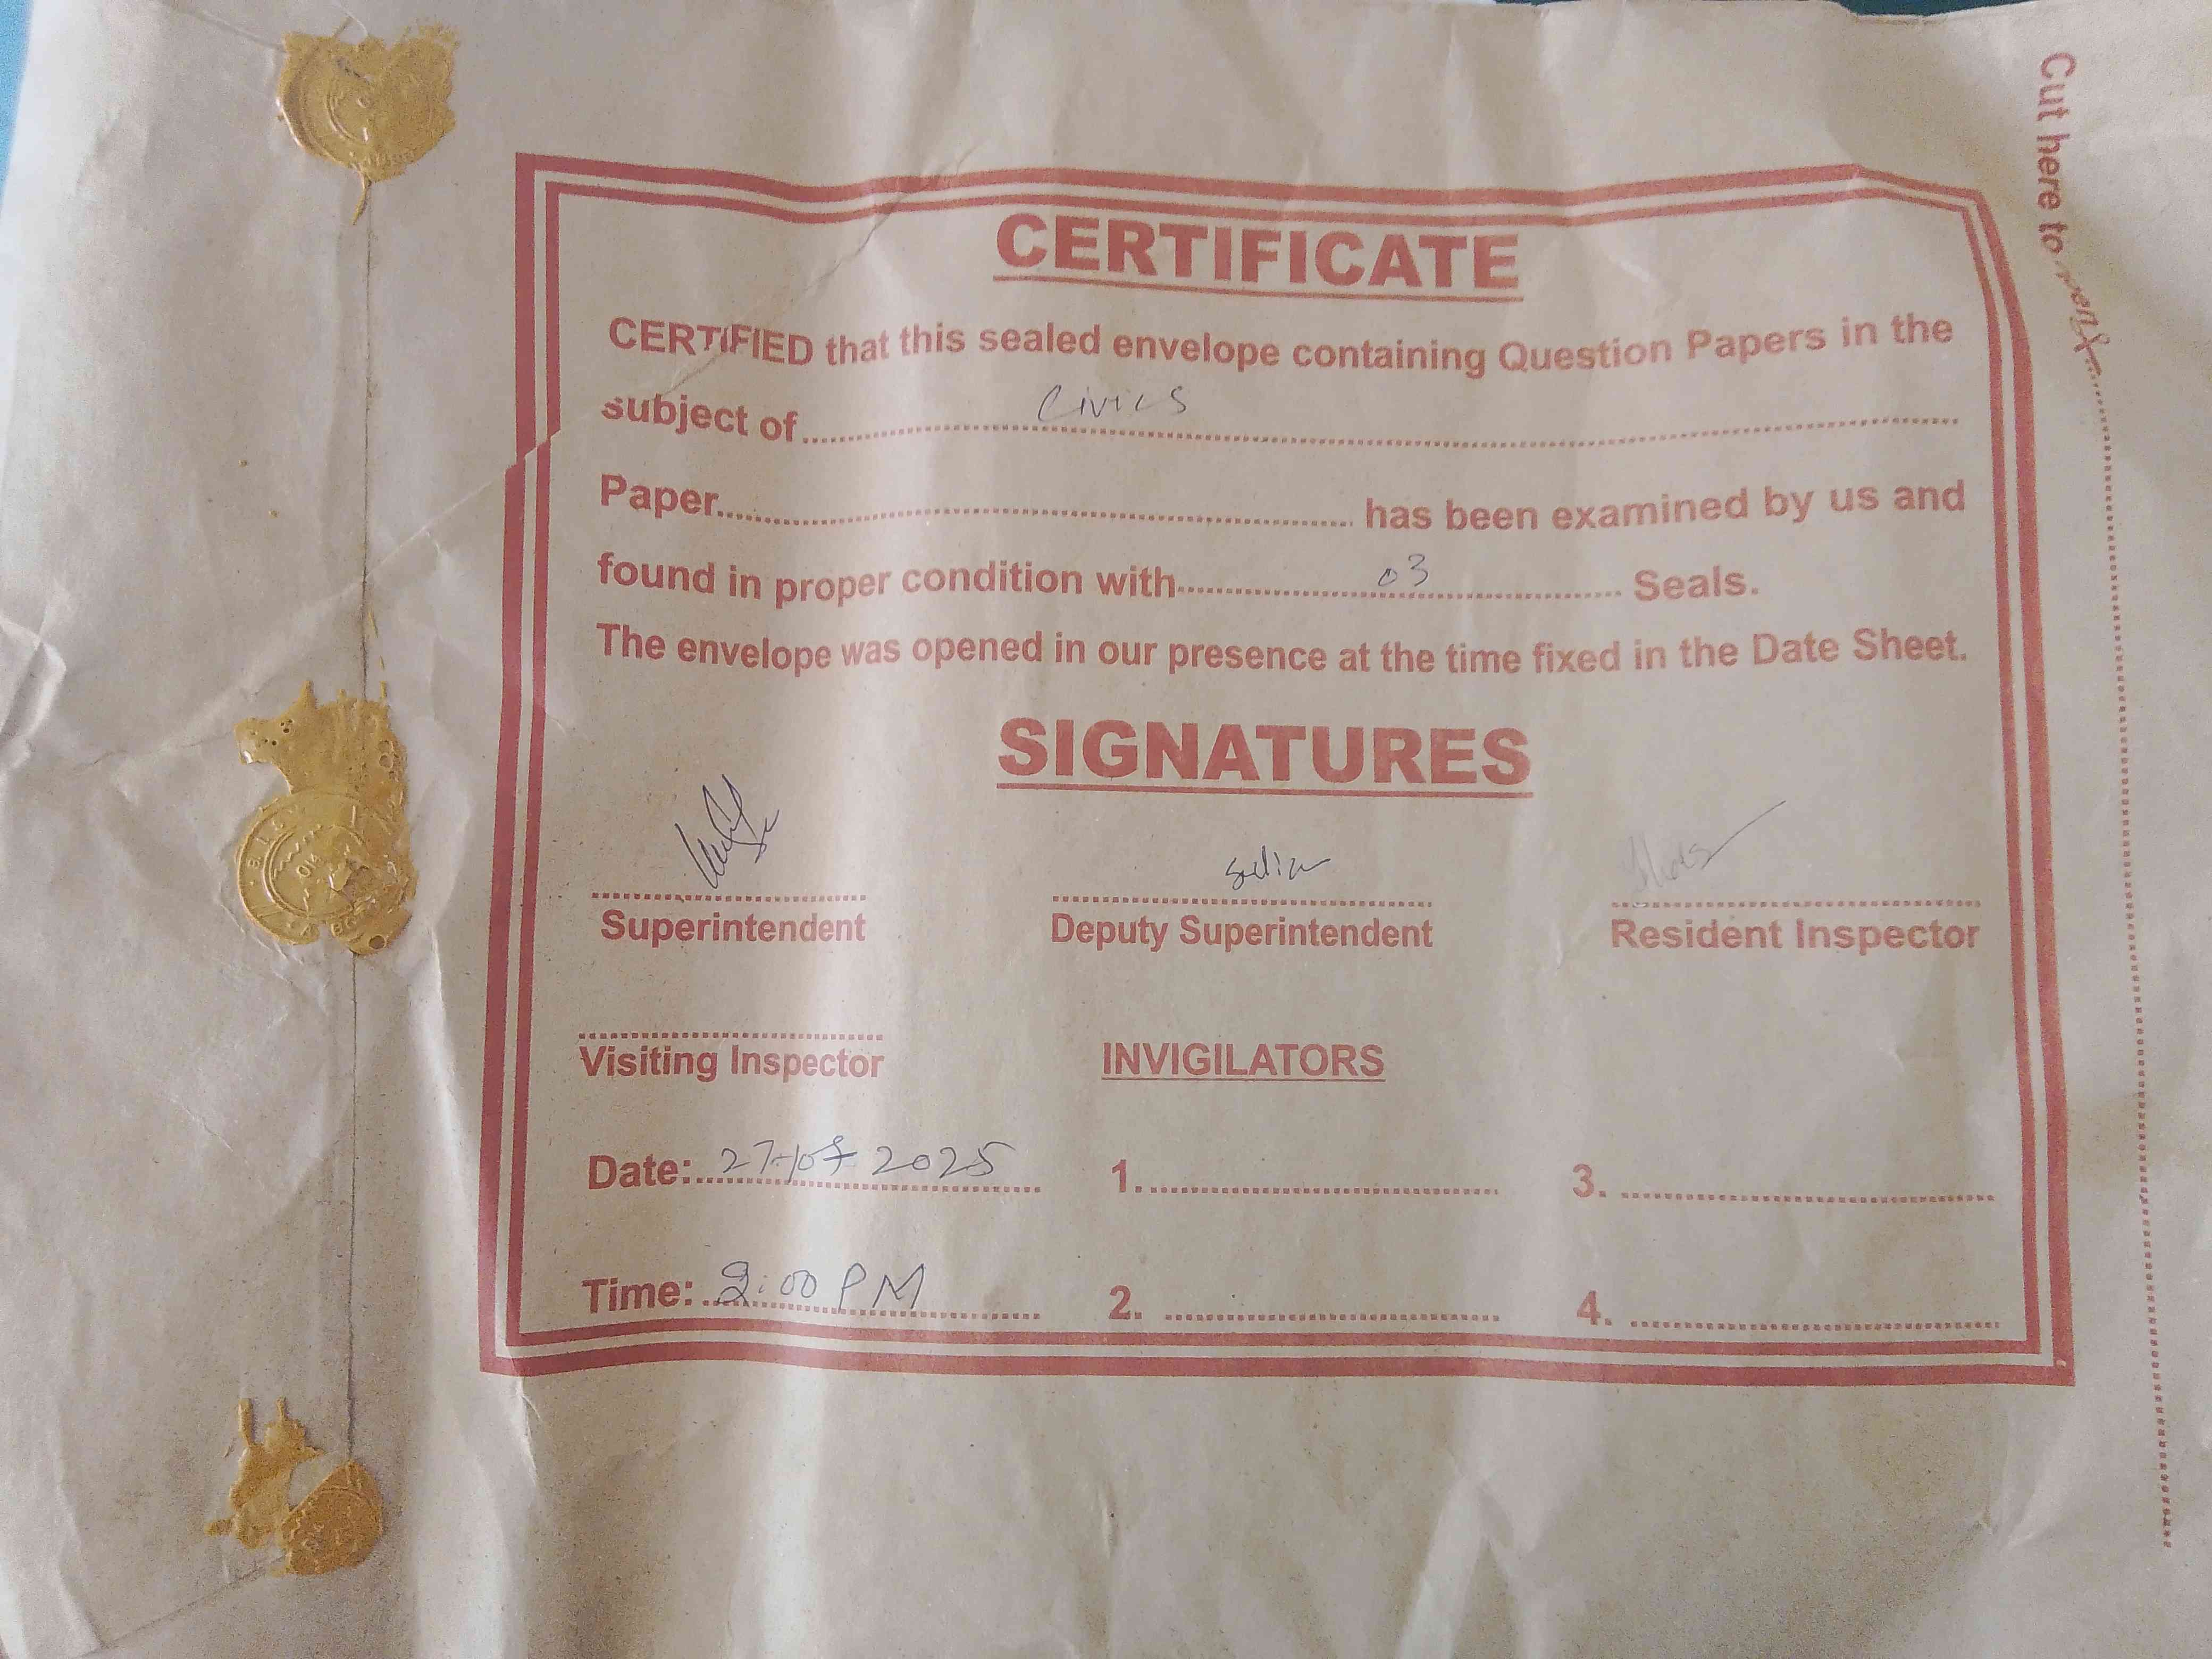 Cut here to
CERTIFICATE
CERTIFIED that this sealed envelope containing Question Papers in the
subject of Civics
Paper has been examined by us and
found in proper condition with 03 Seals.
The envelope was opened in our presence at the time fixed in the Date Sheet.
SIGNATURES
Superintendent Deputy Superintendent Resident Inspector
Visiting Inspector INVIGILATORS
Date: 2025 1. 3.
Time: 2:00 PM 2. 4.